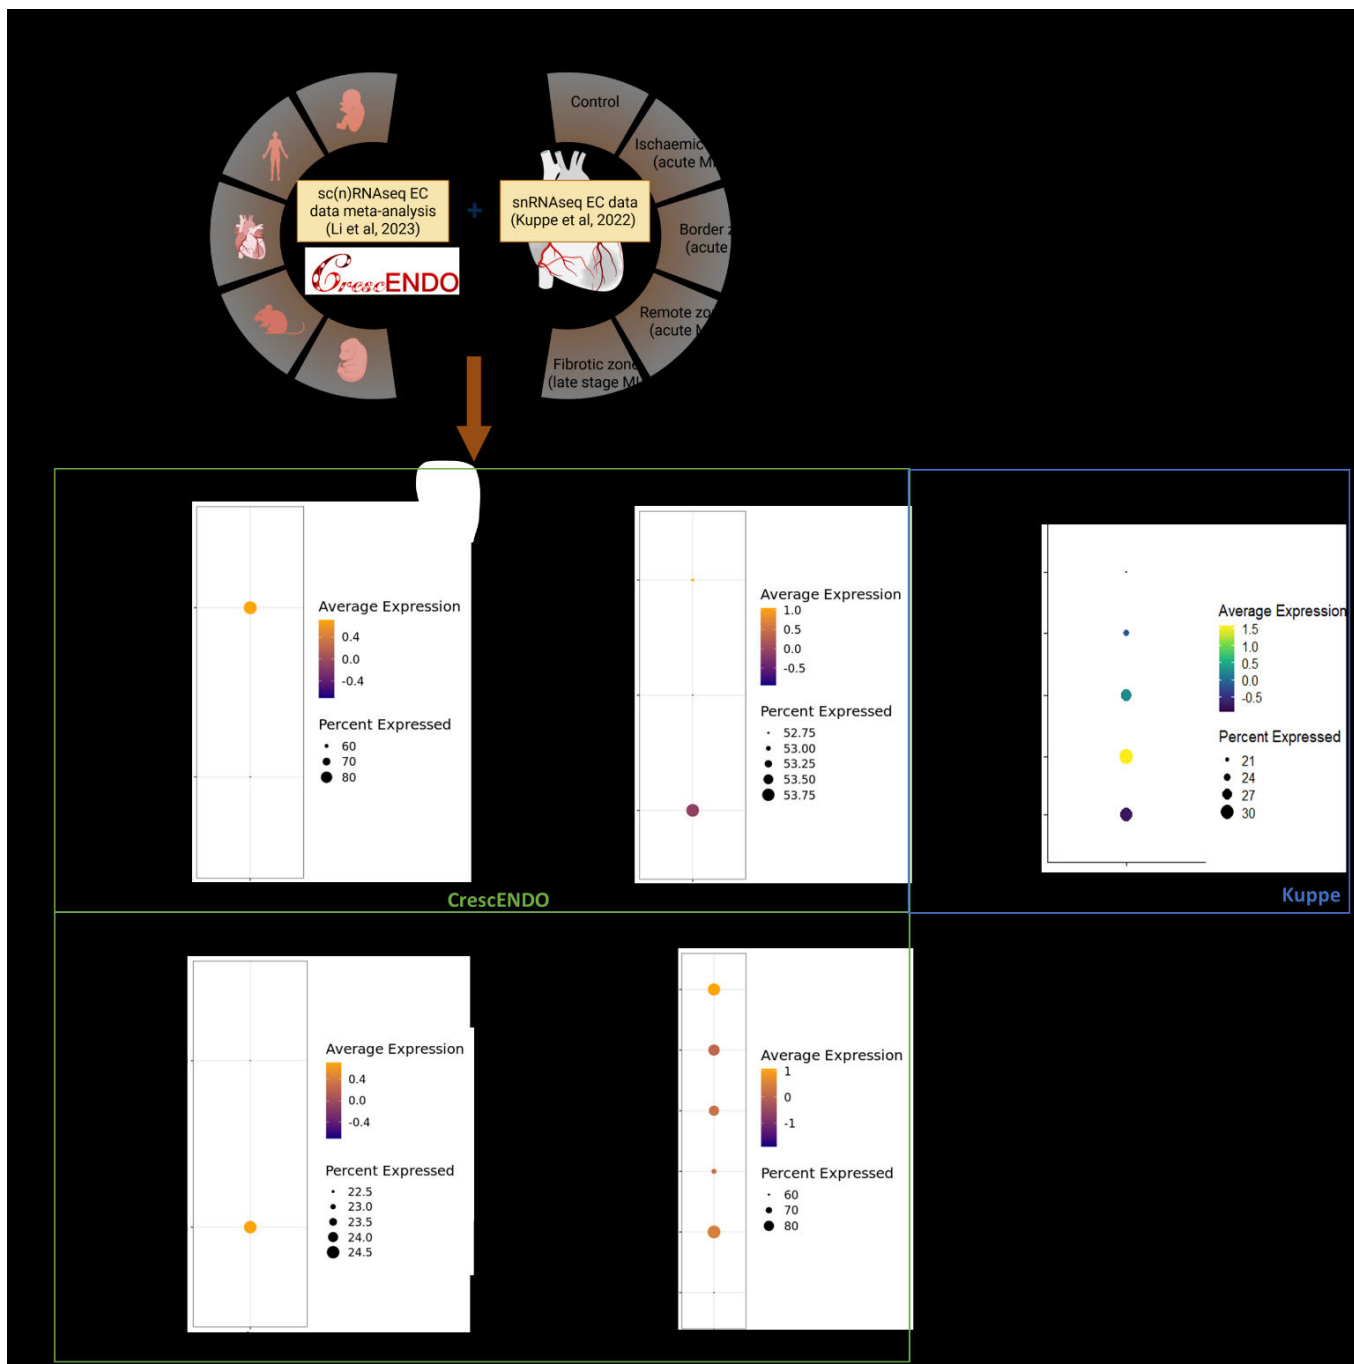 Control
Ischaemic
(acute MI
Border
(acute
Remote
(acute
Fibrotic zone
(late stage MI
sc(n)RNAseq EC
data meta-analysis
(Li et al, 2023)
+
snRNAseq EC data
(Kuppe et al, 2022)
CrescENDO
Average Expression
0.4
0.0
-0.4
Percent Expressed
60
70
80
Average Expression
1.0
0.5
0.0
-0.5
Percent Expressed
52.75
53.00
53.25
53.50
53.75
Average Expression
1.5
1.0
0.5
0.0
-0.5
Percent Expressed
21
24
27
30
CrescENDO
Kuppe
Average Expression
0.4
0.0
-0.4
Percent Expressed
22.5
23.0
23.5
24.0
24.5
Average Expression
1
0
-1
Percent Expressed
60
70
80